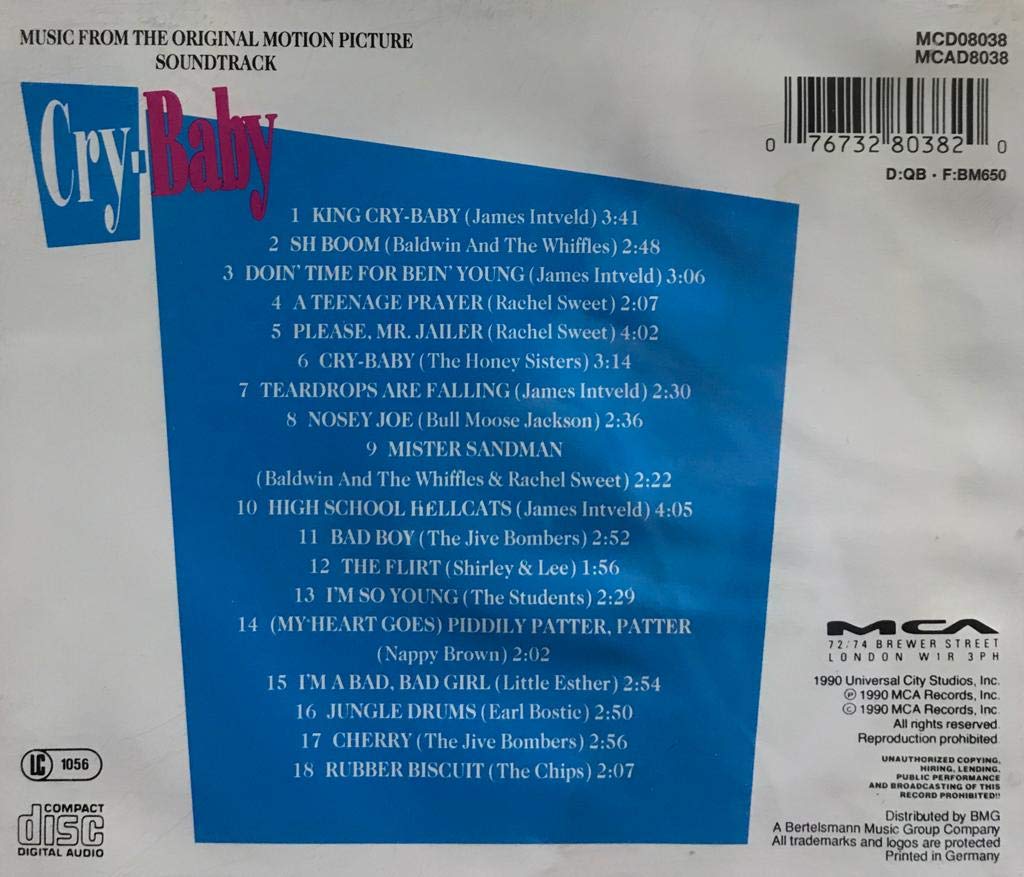 MUSIC FROM THE ORIGINAL MOTION PICTURE
SOUNDTRACK
Cry-Baby
MCD08038
MCAD8038
0 76732 80382 0
D:QB · F:BM650
1 KING CRY-BABY (James Intveld) 3:41
2 SH BOOM (Baldwin And The Whiffles) 2:48
3 DOIN' TIME FOR BEIN' YOUNG (James Intveld) 3:06
4 A TEENAGE PRAYER (Rachel Sweet) 2:07
5 PLEASE, MR. JAILER (Rachel Sweet) 4:02
6 CRY-BABY (The Honey Sisters) 3:14
7 TEARDROPS ARE FALLING (James Intveld) 2:30
8 NOSEY JOE (Bull Moose Jackson) 2:36
9 MISTER SANDMAN
(Baldwin And The Whiffles & Rachel Sweet) 2:22
10 HIGH SCHOOL HELLCATS (James Intveld) 4:05
11 BAD BOY (The Jive Bombers) 2:52
12 THE FLIRT (Shirley & Lee) 1:56
13 I'M SO YOUNG (The Students) 2:29
14 (MY HEART GOES) PIDDILY PATTER, PATTER
(Nappy Brown) 2:02
15 I'M A BAD, BAD GIRL (Little Esther) 2:54
16 JUNGLE DRUMS (Earl Bostic) 2:50
17 CHERRY (The Jive Bombers) 2:56
18 RUBBER BISCUIT (The Chips) 2:07
LC 1056
COMPACT
disc
DIGITAL AUDIO
MCA
72/74 BREWER STREET
LONDON W1R 3PH
1990 Universal City Studios, Inc.
℗ 1990 MCA Records, Inc.
© 1990 MCA Records, Inc.
All rights reserved.
Reproduction prohibited.
UNAUTHORIZED COPYING,
HIRING, LENDING,
PUBLIC PERFORMANCE
AND BROADCASTING OF THIS
RECORD PROHIBITED!!
Distributed by BMG
A Bertelsmann Music Group Company
All trademarks and logos are protected
Printed in Germany